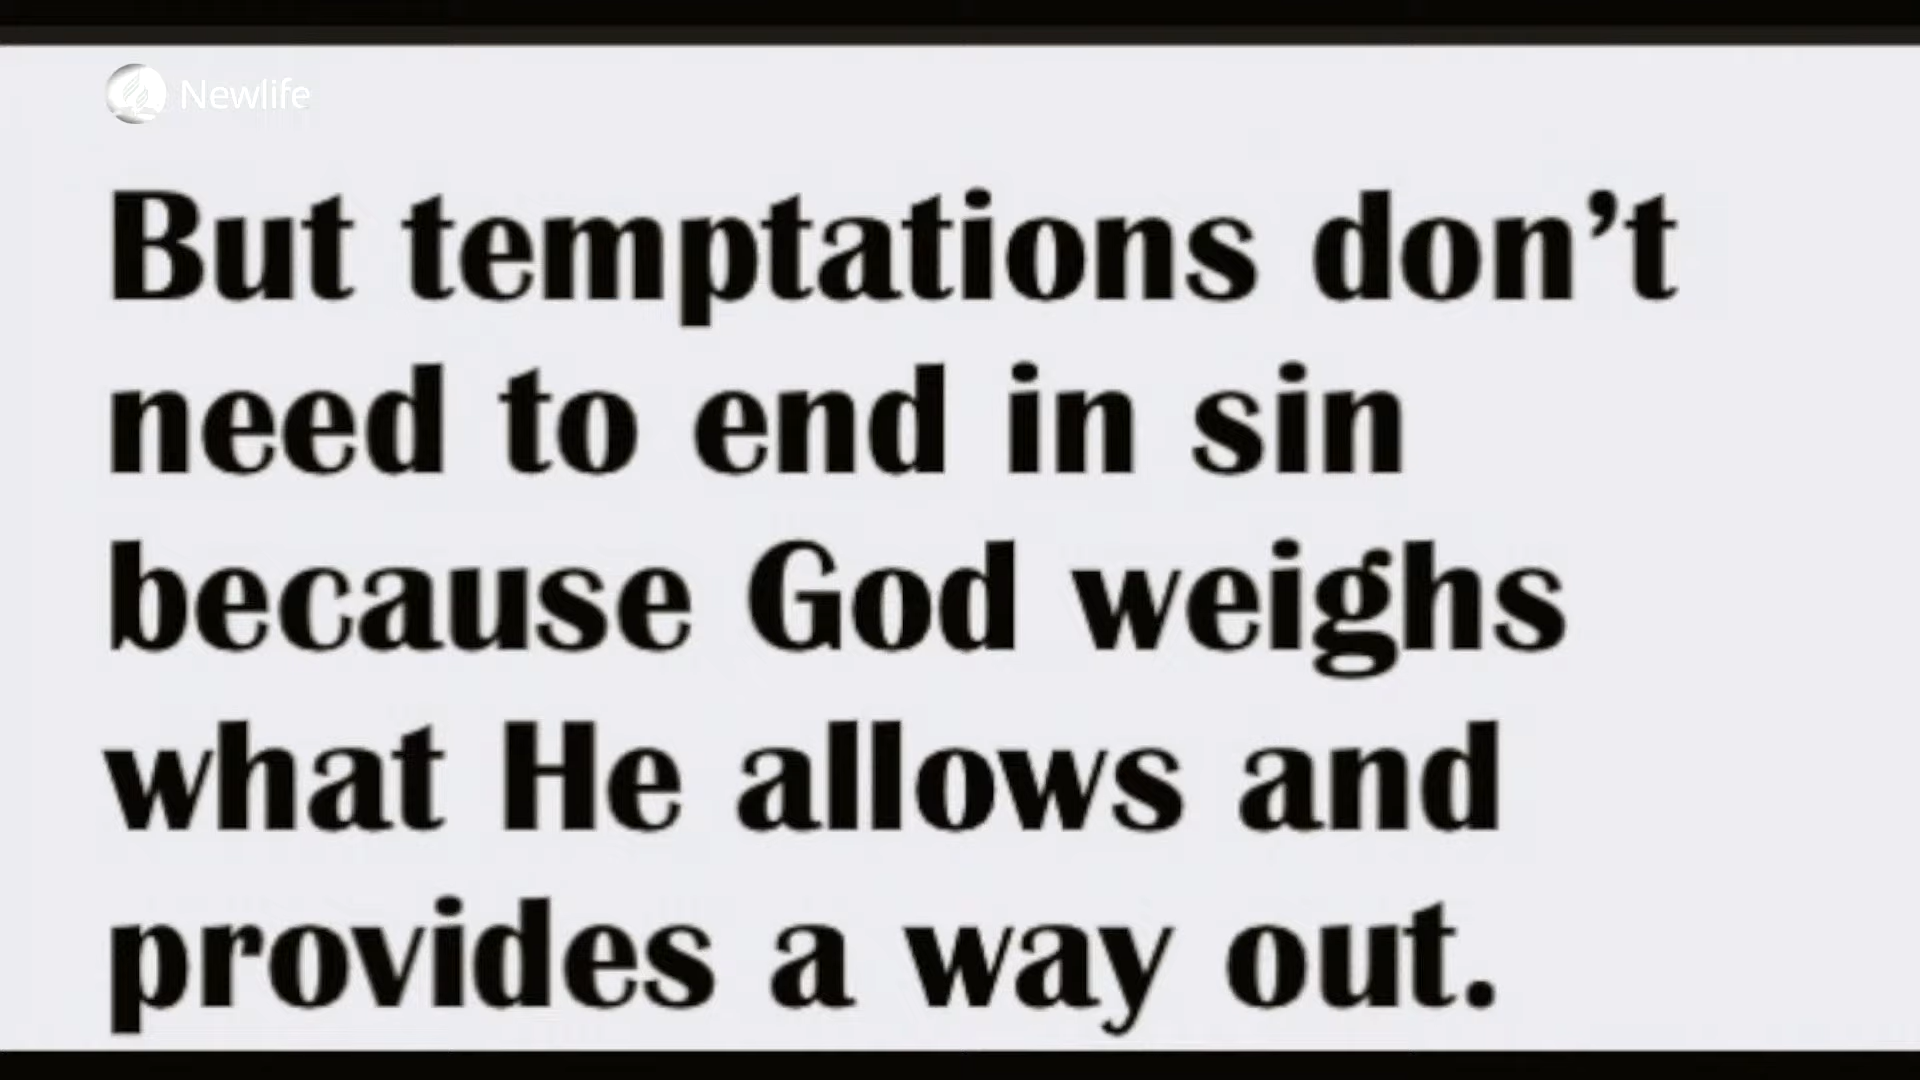 Newlife
But temptations don’t
need to end in sin
because God weighs
what He allows and
provides a way out.